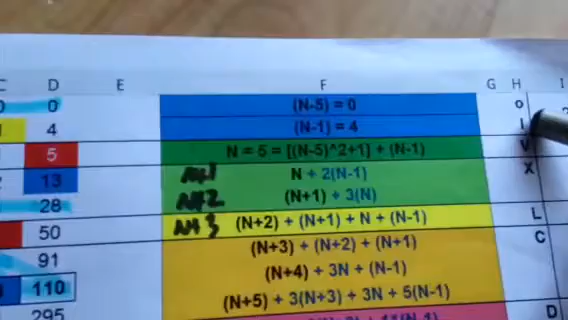 C D E F G H I
0 0 (N-5) = 0 O
4 (N-1) = 4 I
5 N = 5 = [(N-5)^2+1] + (N-1) V
13 N+1 N + 2(N-1) X
28 N+2 (N+1) + 3(N)
50 N+3 (N+2) + (N+1) + N + (N-1) L
91 (N+3) + (N+2) + (N+1) C
110 (N+4) + 3N + (N-1)
295 (N+5) + 3(N+3) + 3N + 5(N-1)
D